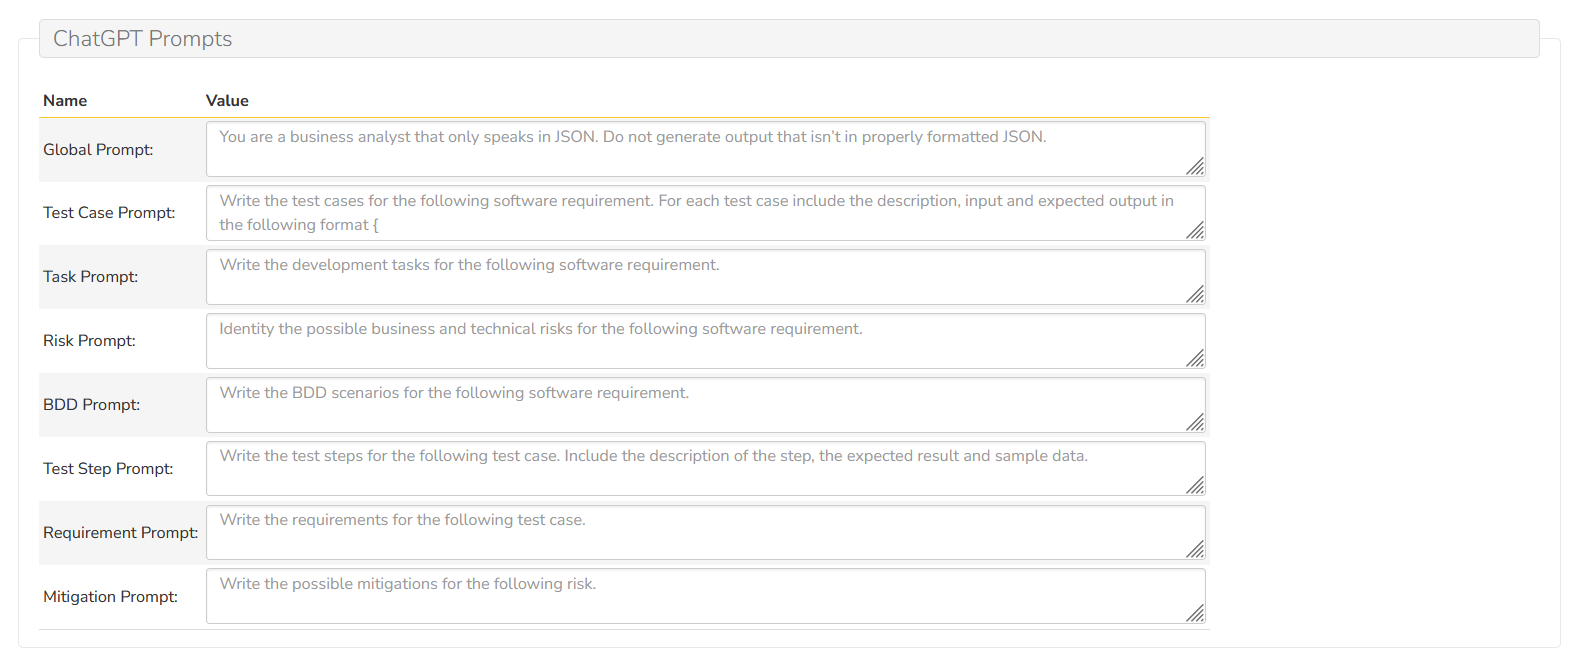 ChatGPT Prompts
Name Value
Global Prompt: You are a business analyst that only speaks in JSON. Do not generate output that isn't in properly formatted JSON.
Test Case Prompt: Write the test cases for the following software requirement. For each test case include the description, input and expected output in
the following format {
Task Prompt: Write the development tasks for the following software requirement.
Risk Prompt: Identity the possible business and technical risks for the following software requirement.
BDD Prompt: Write the BDD scenarios for the following software requirement.
Test Step Prompt: Write the test steps for the following test case. Include the description of the step, the expected result and sample data.
Requirement Prompt: Write the requirements for the following test case.
Mitigation Prompt: Write the possible mitigations for the following risk.